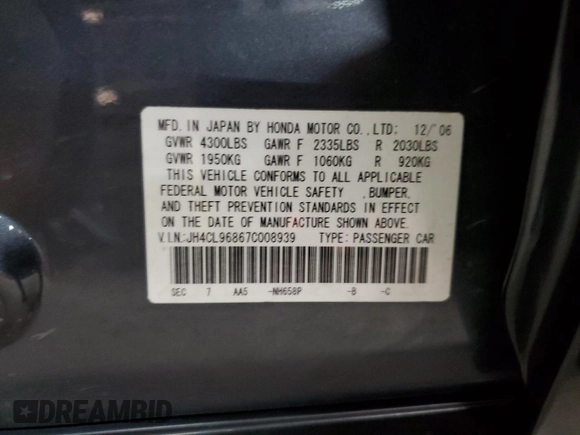 MFD. IN JAPAN BY HONDA MOTOR CO., LTD: 12/'06
GVWR 4300LBS GAWR F 2335LBS R 2030LBS
GVWR 1950KG GAWR F 1060KG R 920KG
THIS VEHICLE CONFORMS TO ALL APPLICABLE
FEDERAL MOTOR VEHICLE SAFETY , BUMPER,
AND THEFT PREVENTION STANDARDS IN EFFECT
ON THE DATE OF MANUFACTURE SHOWN ABOVE.
V.I.N.:JH4CL96867C008939 TYPE: PASSENGER CAR
SEC 7 AA5 -NH658P -B -C
DREAMBID